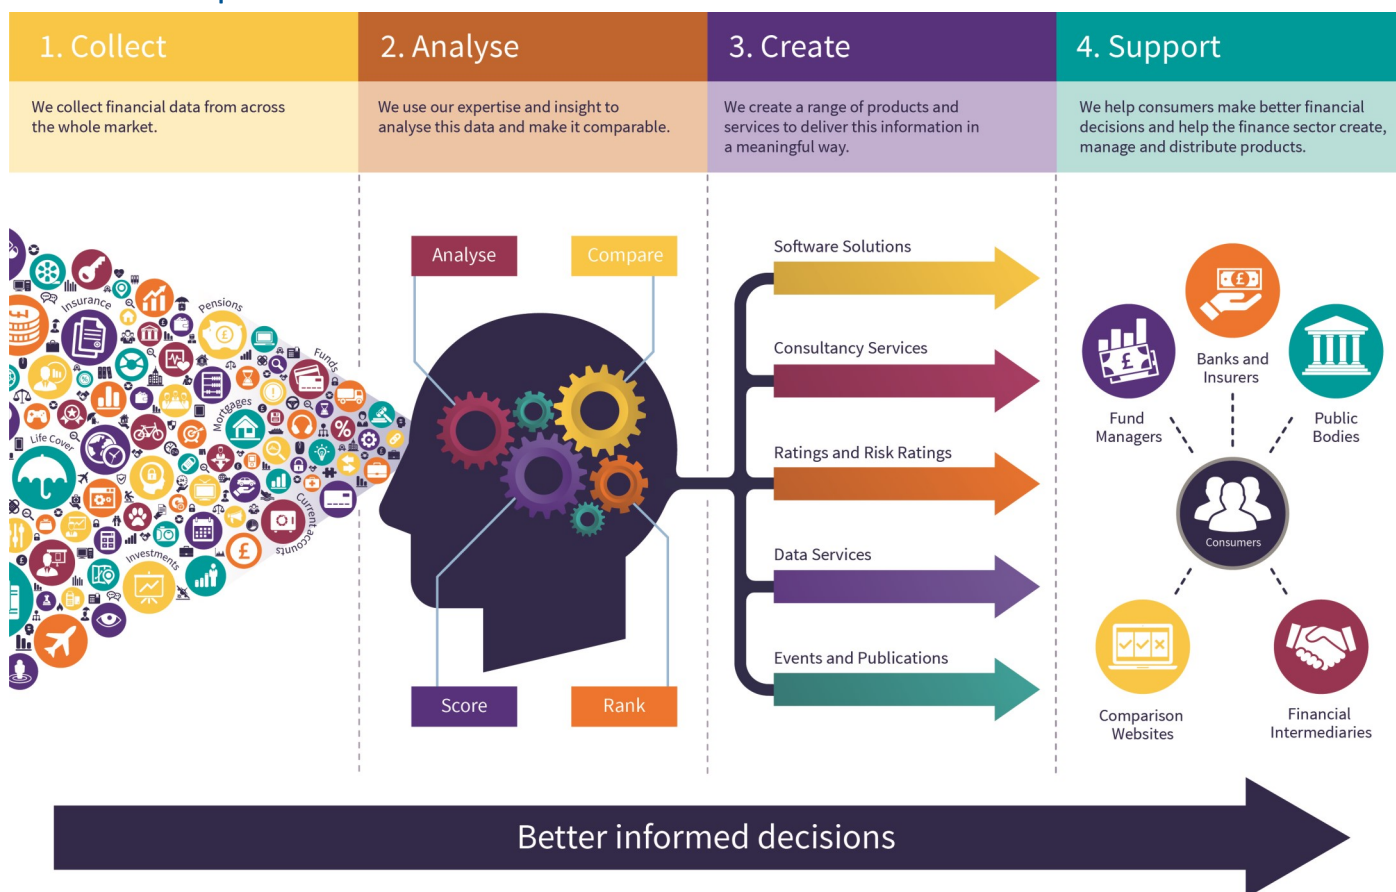 1. Collect
2. Analyse
3. Create
4. Support
We collect financial data from across
the whole market.
We use our expertise and insight to
analyse this data and make it comparable.
We create a range of products and
services to deliver this information in
a meaningful way.
We help consumers make better financial
decisions and help the finance sector create,
manage and distribute products.
Insurance
Pensions
Funds
Mortgages
Life Cover
Current accounts
Investments
Analyse
Compare
Score
Rank
Software Solutions
Consultancy Services
Ratings and Risk Ratings
Data Services
Events and Publications
Fund
Managers
Banks and
Insurers
Public
Bodies
Consumers
Comparison
Websites
Financial
Intermediaries
Better informed decisions